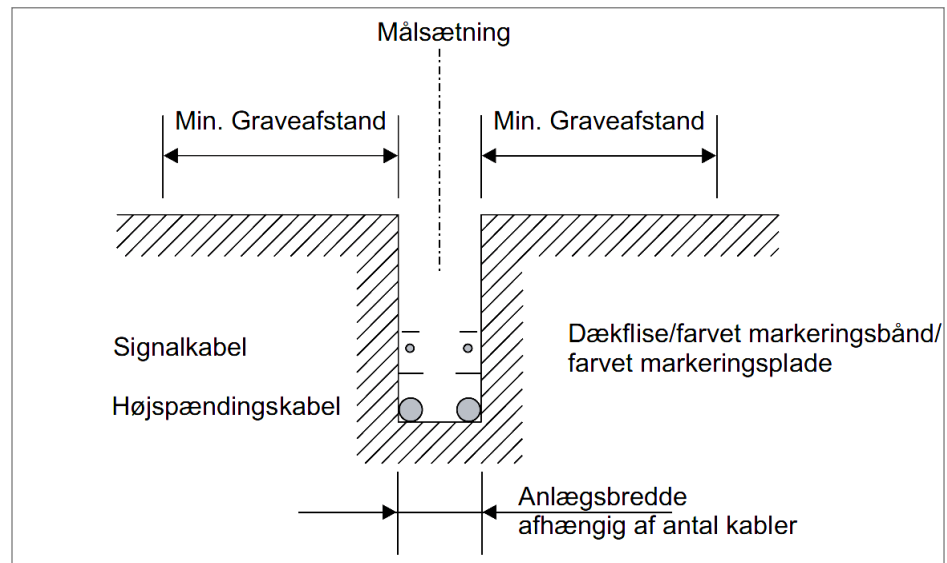 Målsætning
Min. Graveafstand
Min. Graveafstand
Signalkabel
Dækflise/farvet markeringsbånd/
farvet markeringsplade
Højspændingskabel
Anlægsbredde
afhængig af antal kabler